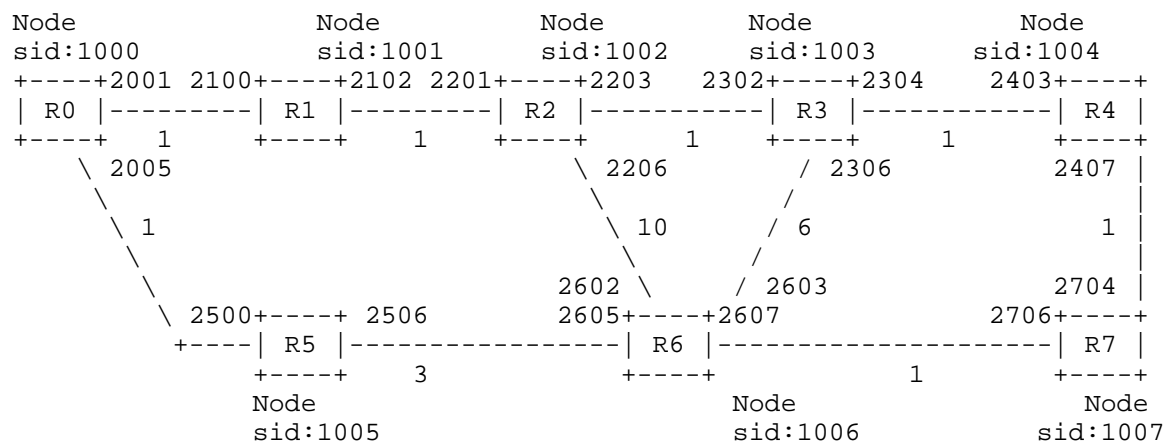 Node Node Node Node Node
sid:1000 sid:1001 sid:1002 sid:1003 sid:1004
+----+2001 2100+----+2102 2201+----+2203 2302+----+2304 2403+----+
| R0 |---------| R1 |---------| R2 |-----------| R3 |-----------| R4 |
+----+ 1 +----+ 1 +----+ 1 +----+ 1 +----+
\ 2005 \ 2206 / 2306 2407 |
\ \ / |
\ 1 \ 10 / 6 1 |
\ \ / |
\ 2602 \ / 2603 2704 |
\ 2500+----+ 2506 2605+----+2607 2706+----+
+----| R5 |----------------| R6 |-------------------| R7 |
+----+ 3 +----+ 1 +----+
Node Node Node
sid:1005 sid:1006 sid:1007